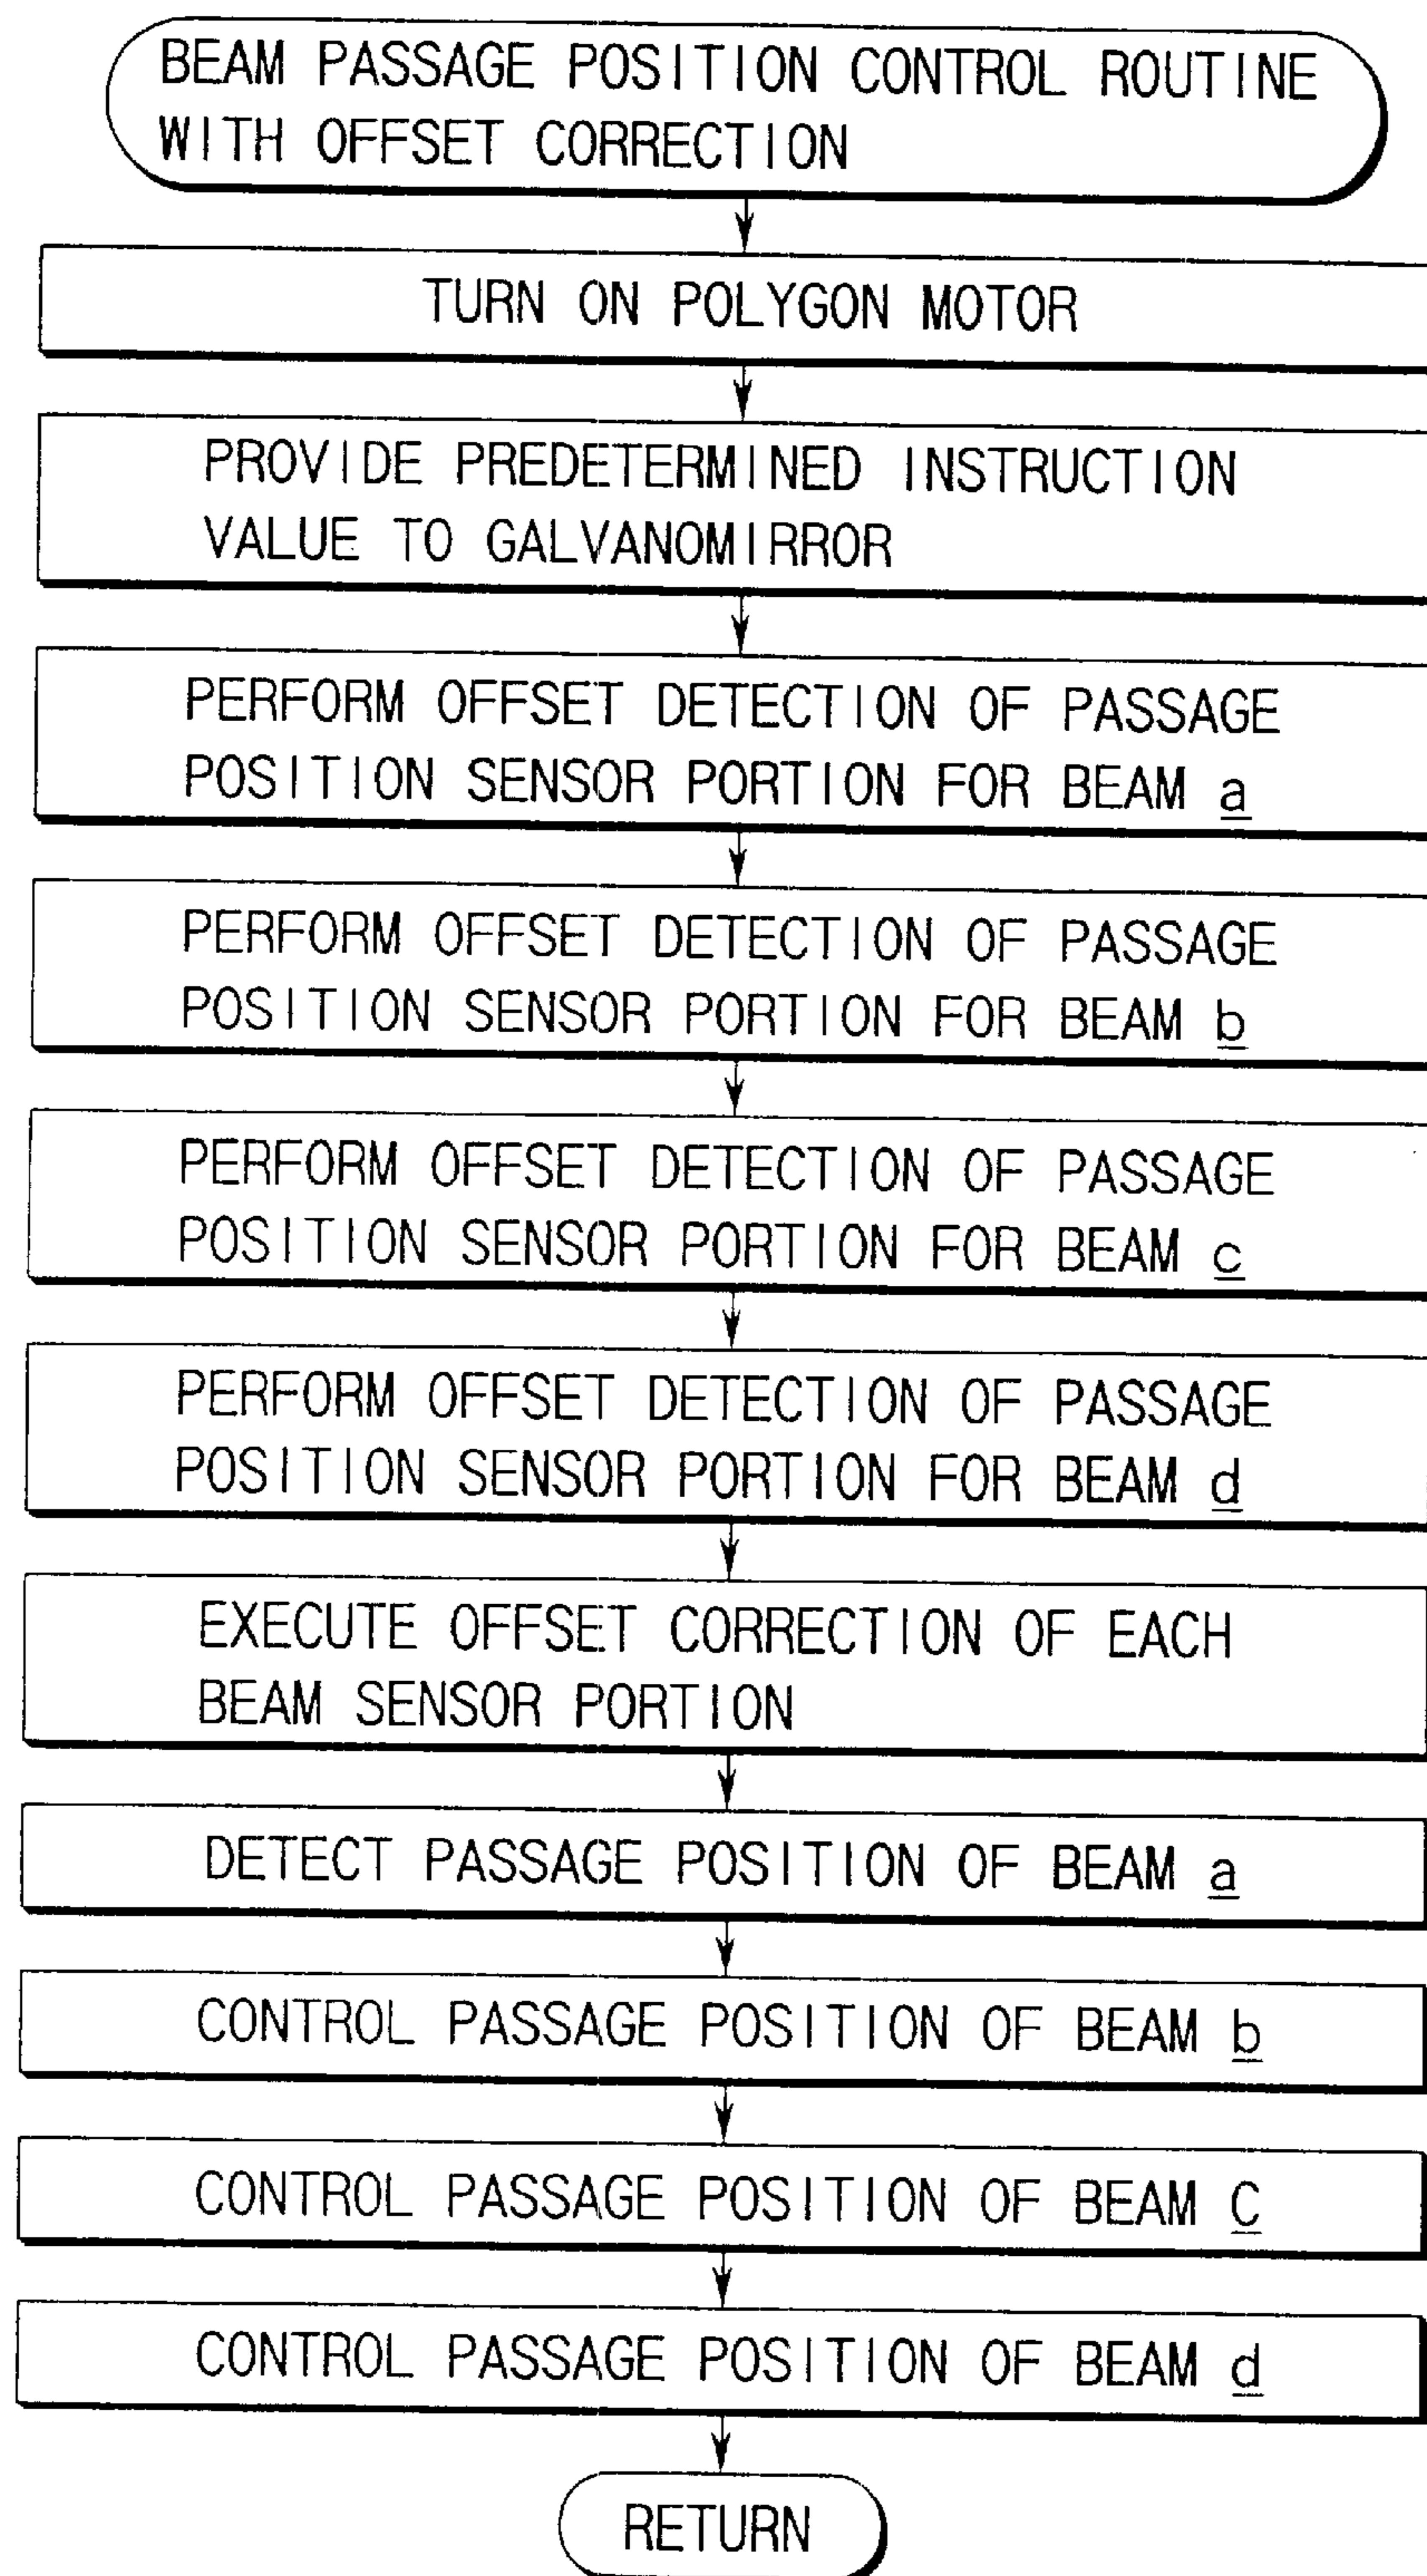 BEAM PASSAGE POSITION CONTROL ROUTINE
WITH OFFSET CORRECTION
TURN ON POLYGON MOTOR
PROVIDE PREDETERMINED INSTRUCTION
VALUE TO GALVANOMIRROR
PERFORM OFFSET DETECTION OF PASSAGE
POSITION SENSOR PORTION FOR BEAM a
PERFORM OFFSET DETECTION OF PASSAGE
POSITION SENSOR PORTION FOR BEAM b
PERFORM OFFSET DETECTION OF PASSAGE
POSITION SENSOR PORTION FOR BEAM c
PERFORM OFFSET DETECTION OF PASSAGE
POSITION SENSOR PORTION FOR BEAM d
EXECUTE OFFSET CORRECTION OF EACH
BEAM SENSOR PORTION
DETECT PASSAGE POSITION OF BEAM a
CONTROL PASSAGE POSITION OF BEAM b
CONTROL PASSAGE POSITION OF BEAM C
CONTROL PASSAGE POSITION OF BEAM d
RETURN